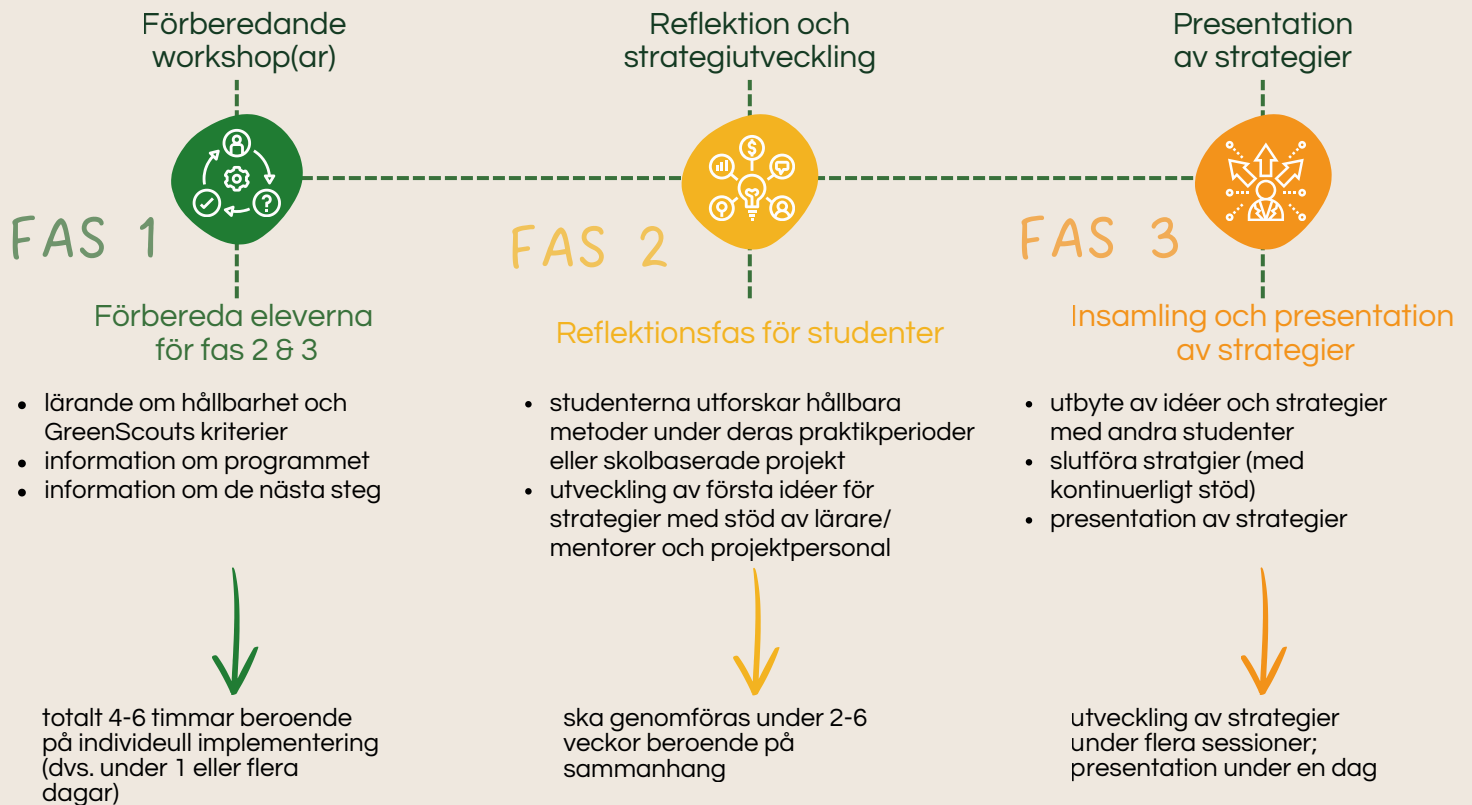 Förberedande
workshop(ar)
FAS 1
Förbereda eleverna
för fas 2 & 3
• lärande om hållbarhet och
GreenScouts kriterier
• information om programmet
• information om de nästa steg
totalt 4-6 timmar beroende
på individeull implementering
(dvs. under 1 eller flera
dagar)
Reflektion och
strategiutveckling
FAS 2
Reflektionsfas för studenter
• studenterna utforskar hållbara
metoder under deras praktikperioder
eller skolbaserade projekt
• utveckling av första idéer för
strategier med stöd av lärare/
mentorer och projektpersonal
ska genomföras under 2-6
veckor beroende på
sammanhang
Presentation
av strategier
FAS 3
Insamling och presentation
av strategier
• utbyte av idéer och strategier
med andra studenter
• slutföra stratgier (med
kontinuerligt stöd)
• presentation av strategier
utveckling av strategier
under flera sessioner;
presentation under en dag